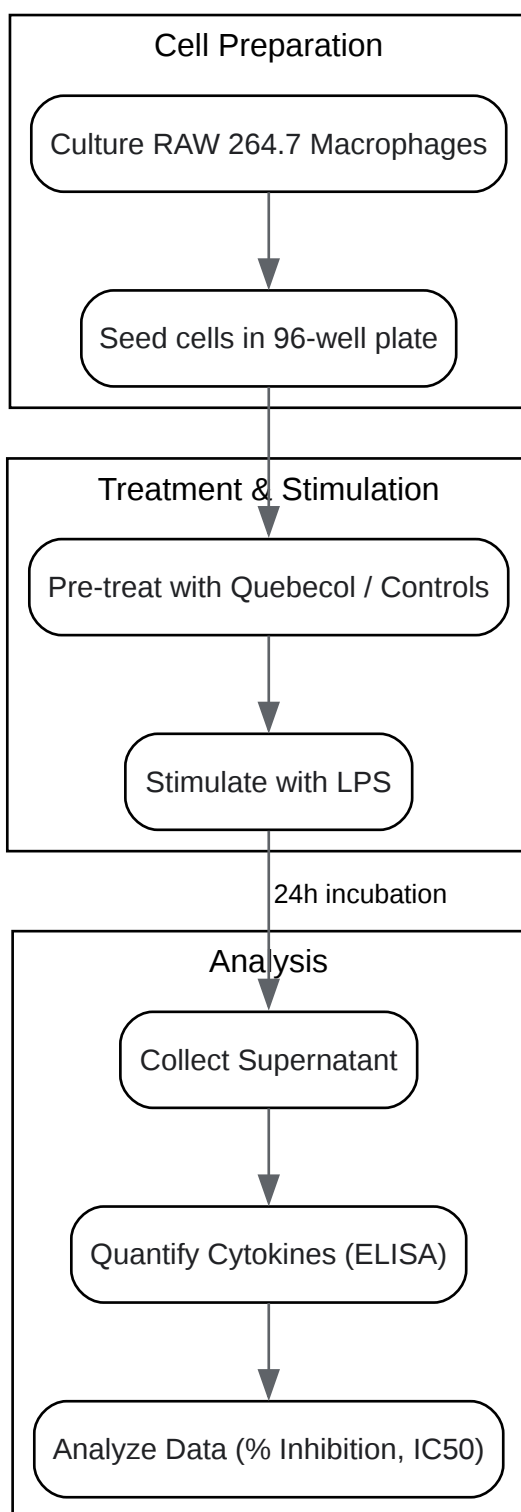 Cell Preparation
Culture RAW 264.7 Macrophages
Seed cells in 96-well plate
Treatment & Stimulation
Pre-treat with Quebecol / Controls
Stimulate with LPS
24h incubation
Analysis
Collect Supernatant
Quantify Cytokines (ELISA)
Analyze Data (% Inhibition, IC50)